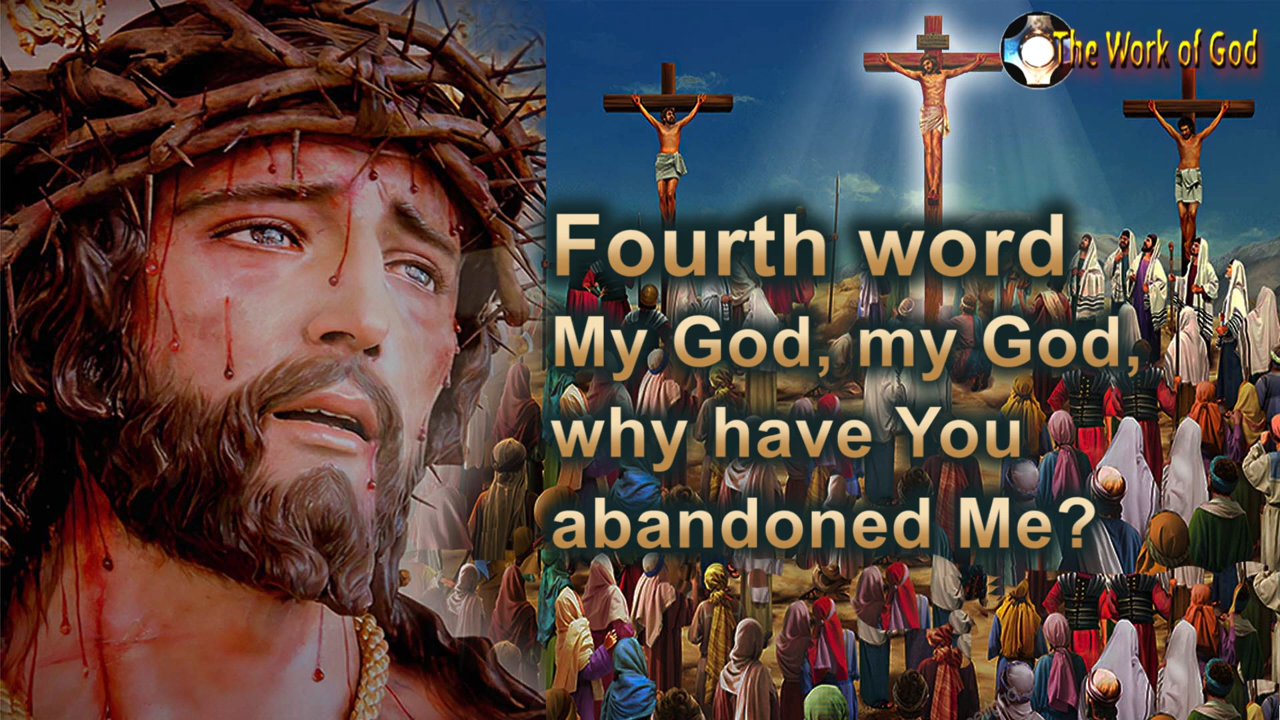 The Work of God
Fourth word
My God, my God,
why have You
abandoned Me?